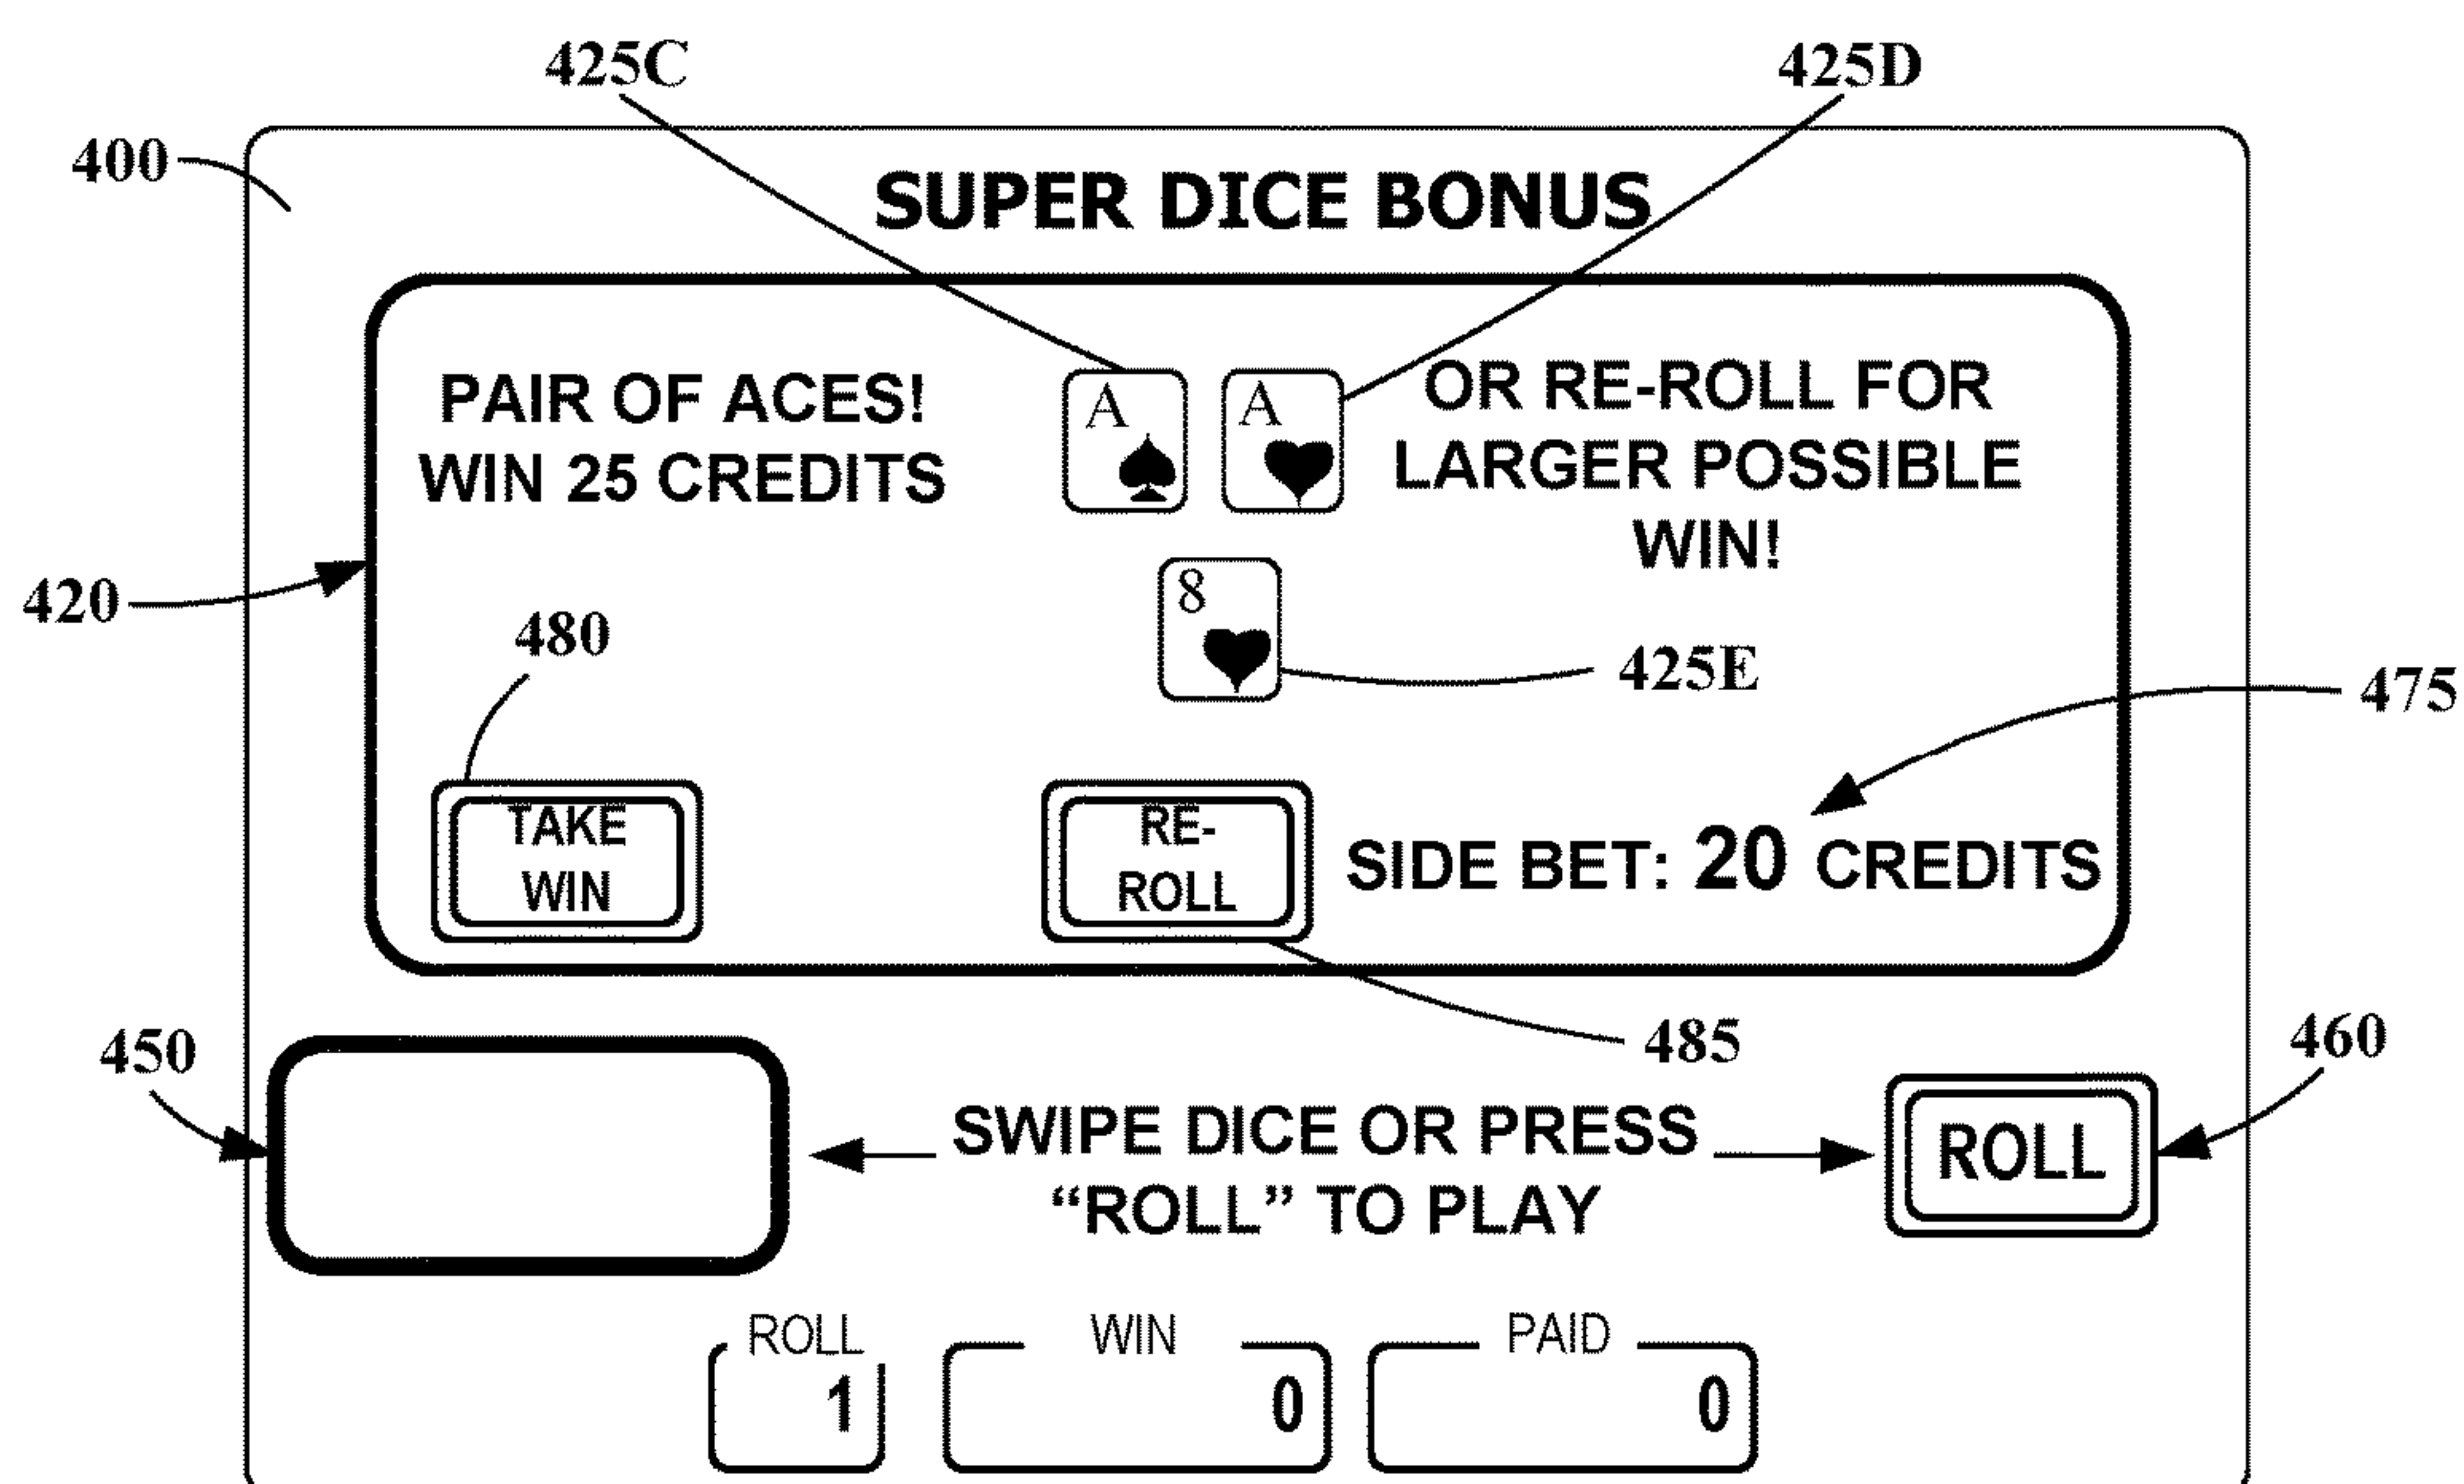 425C
425D
400
SUPER DICE BONUS
PAIR OF ACES!
WIN 25 CREDITS
A
A
OR RE-ROLL FOR
LARGER POSSIBLE
WIN!
420
8
480
425E
475
TAKE
WIN
RE-
ROLL
SIDE BET: 20 CREDITS
450
485
460
SWIPE DICE OR PRESS
“ROLL” TO PLAY
ROLL
ROLL
WIN
PAID
1
0
0